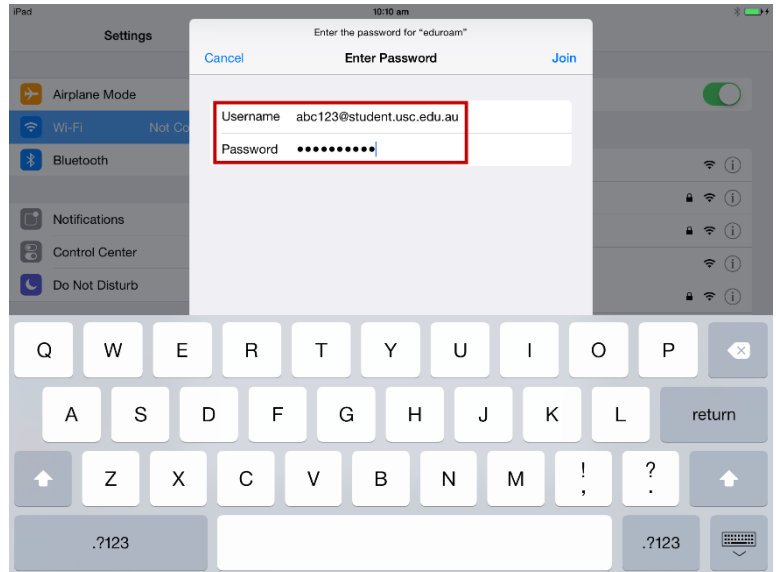 iPad
10:10 am
Settings
Enter the password for “eduroam”
Cancel
Enter Password
Join
Airplane Mode
Wi-Fi Not Co
Bluetooth
Username abc123@student.usc.edu.au
Password ••••••••••
Notifications
Control Center
Do Not Disturb
Q W E R T Y U I O P
A S D F G H J K L return
Z X C V B N M ! , ? .
.?123 .?123